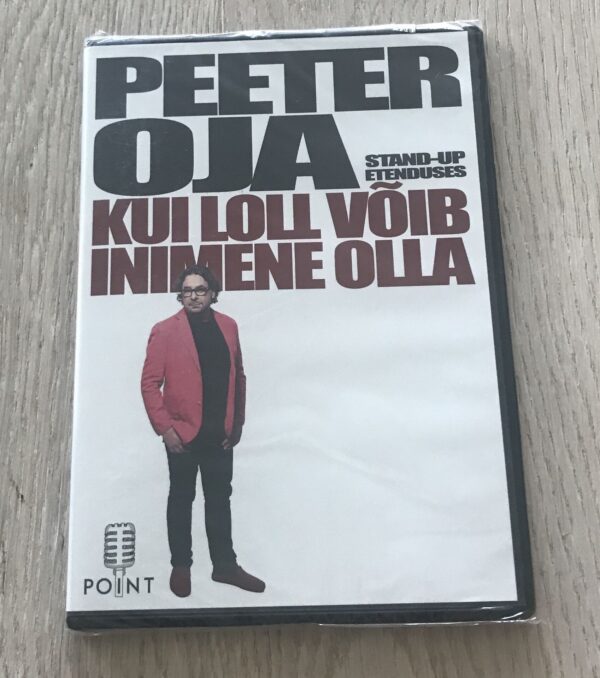 PEETER
OJA
STAND-UP
ETENDUSES
KUI LOLL VÕIB
INIMENE OLLA
POINT